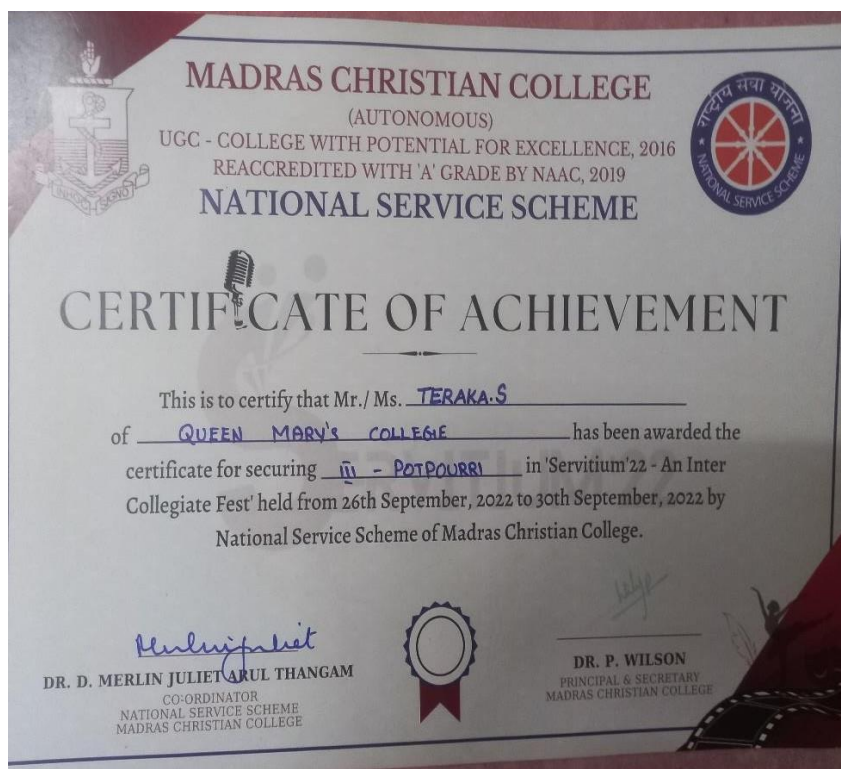 MADRAS CHRISTIAN COLLEGE
(AUTONOMOUS)
UGC - COLLEGE WITH POTENTIAL FOR EXCELLENCE, 2016
REACCREDITED WITH 'A' GRADE BY NAAC, 2019
NATIONAL SERVICE SCHEME
राष्ट्रीय सेवा योजना
NATIONAL SERVICE SCHEME
CERTIFICATE OF ACHIEVEMENT
This is to certify that Mr./ Ms. TERAKA.S
of QUEEN MARY'S COLLEGE has been awarded the
certificate for securing III - POTPOURRI in 'Servitium'22 - An Inter
Collegiate Fest' held from 26th September, 2022 to 30th September, 2022 by
National Service Scheme of Madras Christian College.
Merlinjuliet
DR. D. MERLIN JULIET ARUL THANGAM
CO-ORDINATOR
NATIONAL SERVICE SCHEME
MADRAS CHRISTIAN COLLEGE
DR. P. WILSON
PRINCIPAL & SECRETARY
MADRAS CHRISTIAN COLLEGE